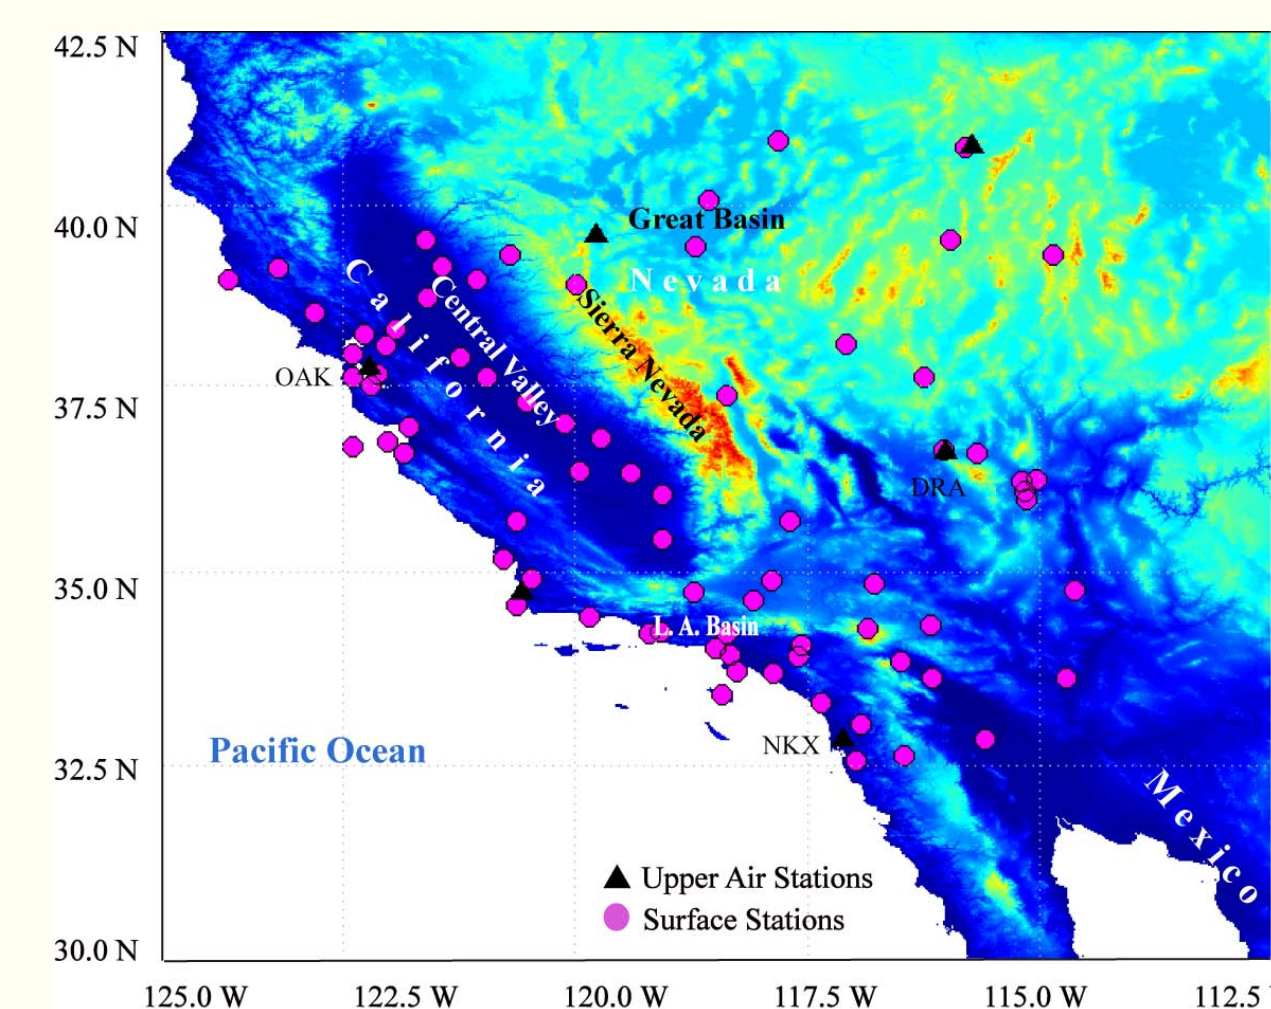 42.5 N
40.0 N
Great Basin
Nevada
California
Central Valley
Sierra Nevada
OAK
37.5 N
DRA
35.0 N
L. A. Basin
Pacific Ocean
NKX
32.5 N
Mexico
Upper Air Stations
Surface Stations
30.0 N
125.0 W 122.5 W 120.0 W 117.5 W 115.0 W 112.5